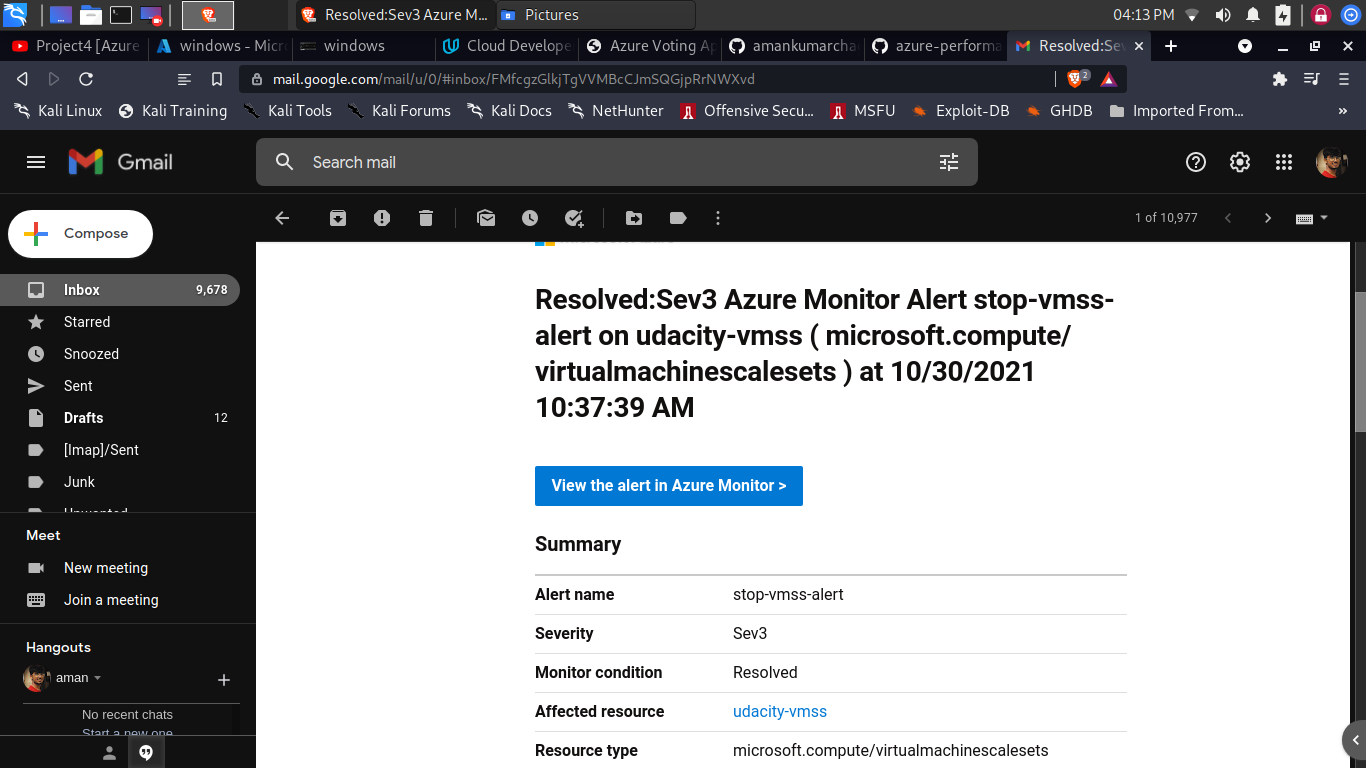 Resolved:Sev3 Azure M...
Pictures
04:13 PM
Project4 [Azure
windows - Micr
windows
Cloud Develope
Azure Voting Ap
amankumarcha
azure-performa
Resolved:Sev
mail.google.com/mail/u/0/#inbox/FMfcgzGlkjTgVVMBcCJmSQGjpRrNWXvd
2
Kali Linux
Kali Training
Kali Tools
Kali Forums
Kali Docs
NetHunter
Offensive Secu...
MSFU
Exploit-DB
GHDB
Imported From...
»
Gmail
Search mail
Compose
1 of 10,977
Inbox 9,678
Starred
Snoozed
Sent
Drafts 12
[Imap]/Sent
Junk
Unwanted
Meet
New meeting
Join a meeting
Hangouts
aman
No recent chats
Start a new one
Resolved:Sev3 Azure Monitor Alert stop-vmss-
alert on udacity-vmss ( microsoft.compute/
virtualmachinescalesets ) at 10/30/2021
10:37:39 AM
View the alert in Azure Monitor >
Summary
Alert name stop-vmss-alert
Severity Sev3
Monitor condition Resolved
Affected resource udacity-vmss
Resource type microsoft.compute/virtualmachinescalesets